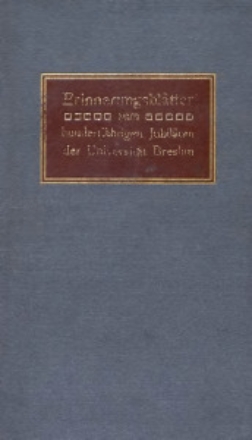 Erinnerungsblätter
zum
hundertjährigen Jubiläum
der Universität Breslau